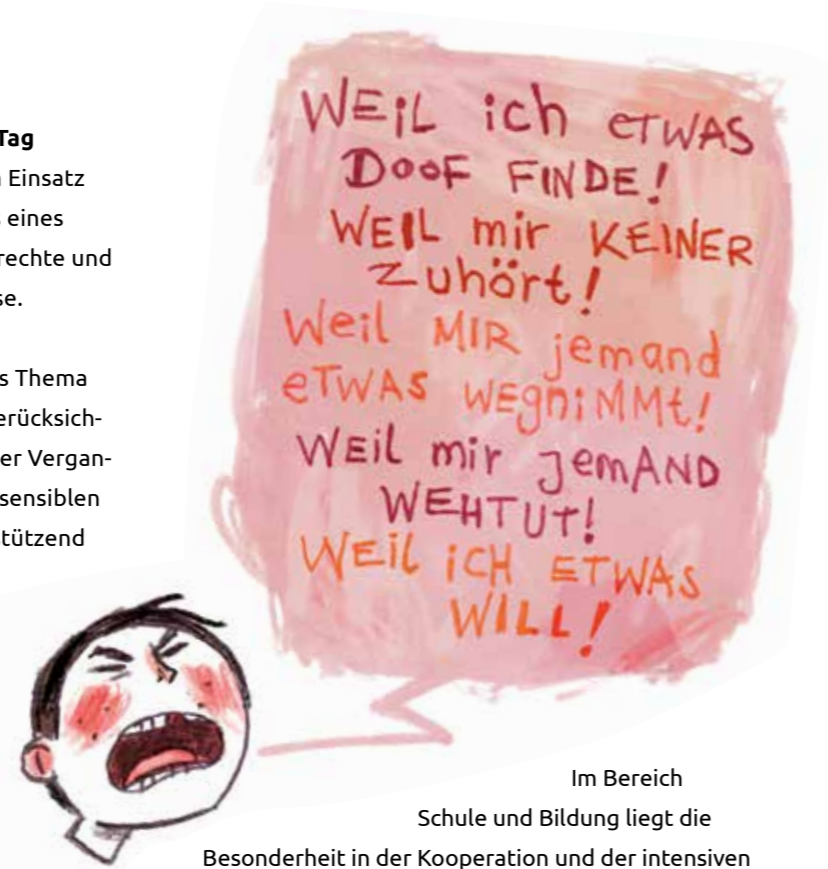 Tag
Einsatz
eines
rechte und
se.
s Thema
erücksich-
er Vergan-
sensiblen
tützend
WEiL ich eTWAS
DooF FINDE!
WEIL mir KEINER
Zuhört!
Weil MIR jemand
eTWAS WEgniMMt!
WEil mir JemAND
WEHTUT!
WEil iCH ETWAS
WILL!
Im Bereich
Schule und Bildung liegt die
Besonderheit in der Kooperation und der intensiven